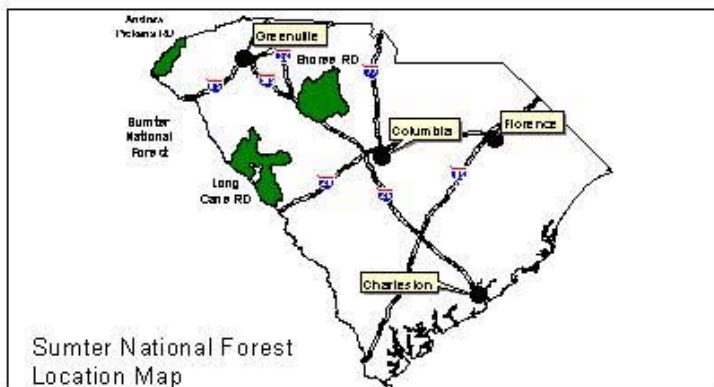 Andrew
Pickens RD
Greenville
Enoree RD
Sumter
National
Forest
Columbia
Florence
Long
Cane RD
Charleston
Sumter National Forest
Location Map